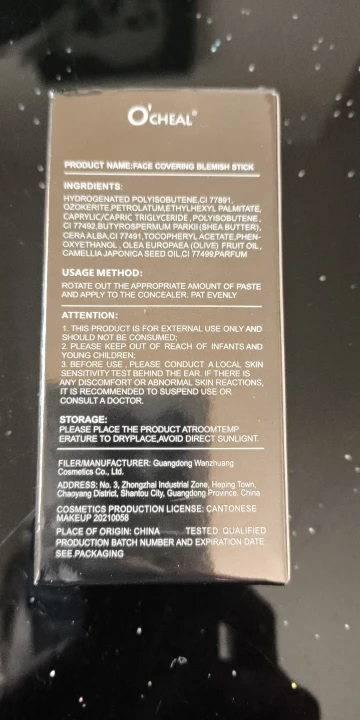 O'CHEAL®
PRODUCT NAME:FACE COVERING BLEMISH STICK
INGRDIENTS:
HYDROGENATED POLYISOBUTENE,CI 77891,
OZOKERITE,PETROLATUM,ETHYLHEXYL PALMITATE,
CAPRYLIC/CAPRIC TRIGLYCERIDE ,POLYISOBUTENE,
CI 77492,BUTYROSPERMUM PARKII (SHEA BUTTER),
CERA ALBA,CI 77491,TOCOPHERYL ACETATE,PHEN-
OXYETHANOL , OLEA EUROPAEA (OLIVE) FRUIT OIL,
CAMELLIA JAPONICA SEED OIL,CI 77499,PARFUM
USAGE METHOD:
ROTATE OUT THE APPROPRIATE AMOUNT OF PASTE
AND APPLY TO THE CONCEALER, PAT EVENLY
ATTENTION:
1. THIS PRODUCT IS FOR EXTERNAL USE ONLY AND
SHOULD NOT BE CONSUMED;
2. PLEASE KEEP OUT OF REACH OF INFANTS AND
YOUNG CHILDREN;
3. BEFORE USE , PLEASE CONDUCT A LOCAL SKIN
SENSITIVITY TEST BEHIND THE EAR. IF THERE IS
ANY DISCOMFORT OR ABNORMAL SKIN REACTIONS,
IT IS RECOMMENDED TO SUSPEND USE OR
CONSULT A DOCTOR.
STORAGE:
PLEASE PLACE THE PRODUCT ATROOMTEMP
ERATURE TO DRYPLACE,AVOID DIRECT SUNLIGNT.
FILER/MANUFACTURER: Guangdong Wanzhuang
Cosmetics Co., Ltd.
ADDRESS: No. 3, Zhongzhai Industrial Zone, Heping Town,
Chaoyang District, Shantou City, Guangdong Province, China
COSMETICS PRODUCTION LICENSE: CANTONESE
MAKEUP 20210058
PLACE OF ORIGIN: CHINA TESTED QUALIFIED
PRODUCTION BATCH NUMBER AND EXPIRATION DATE
SEE PACKAGING